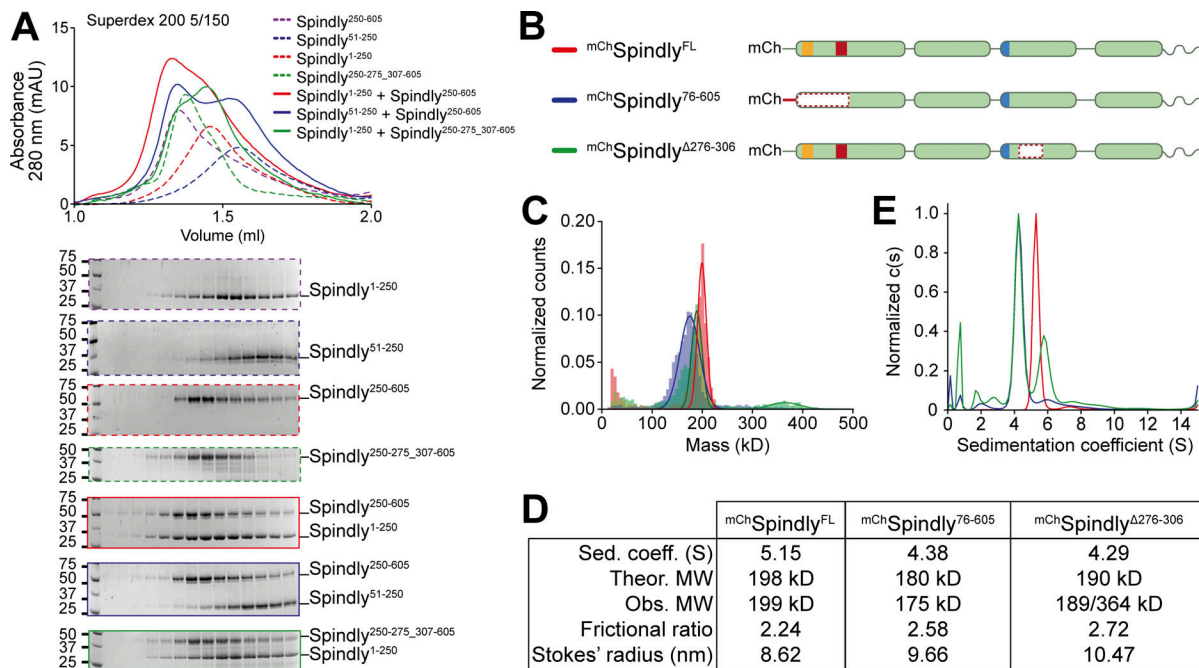 A
Superdex 200 5/150
Absorbance
280 nm (mAU)
15
10
5
0
1.0
1.5
2.0
Volume (ml)
Spindly250-605
Spindly51-250
Spindly1-250
Spindly250-275_307-605
Spindly1-250 + Spindly250-605
Spindly51-250 + Spindly250-605
Spindly1-250 + Spindly250-275_307-605
75
50
37
25
Spindly1-250
75
50
37
25
Spindly51-250
75
50
37
25
Spindly250-605
50
37
25
Spindly250-275_307-605
75
50
37
25
Spindly250-605
Spindly1-250
75
50
37
25
Spindly250-605
Spindly51-250
50
37
25
Spindly250-275_307-605
Spindly1-250
B
mChSpindlyFL
mCh
mChSpindly76-605
mCh
mChSpindlyΔ276-306
mCh
C
Normalized counts
0.20
0.15
0.10
0.05
0.00
0 100 200 300 400 500
Mass (kD)
E
Normalized c(s)
1.0
0.8
0.6
0.4
0.2
0
0 2 4 6 8 10 12 14
Sedimentation coefficient (S)
D
mChSpindlyFL mChSpindly76-605 mChSpindlyΔ276-306
Sed. coeff. (S) 5.15 4.38 4.29
Theor. MW 198 kD 180 kD 190 kD
Obs. MW 199 kD 175 kD 189/364 kD
Frictional ratio 2.24 2.58 2.72
Stokes' radius (nm) 8.62 9.66 10.47